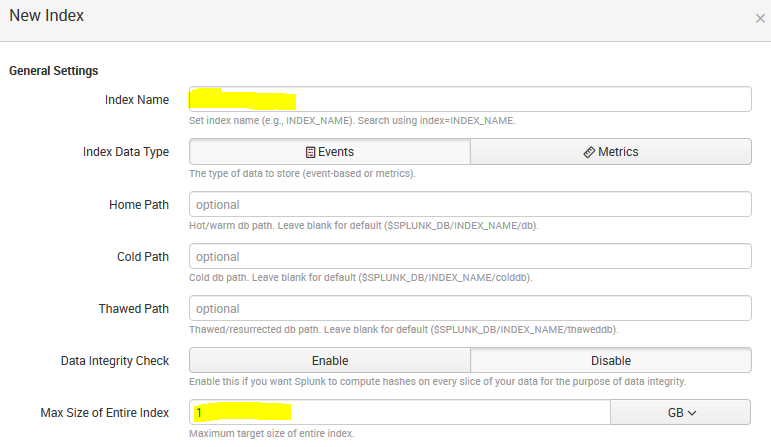 New Index
General Settings
Index Name
Set index name (e.g., INDEX_NAME). Search using index=INDEX_NAME.
Index Data Type Events Metrics
The type of data to store (event-based or metrics).
Home Path optional
Hot/warm db path. Leave blank for default ($SPLUNK_DB/INDEX_NAME/db).
Cold Path optional
Cold db path. Leave blank for default ($SPLUNK_DB/INDEX_NAME/colddb).
Thawed Path optional
Thawed/resurrected db path. Leave blank for default ($SPLUNK_DB/INDEX_NAME/thaweddb).
Data Integrity Check Enable Disable
Enable this if you want Splunk to compute hashes on every slice of your data for the purpose of data integrity.
Max Size of Entire Index 1 GB
Maximum target size of entire index.